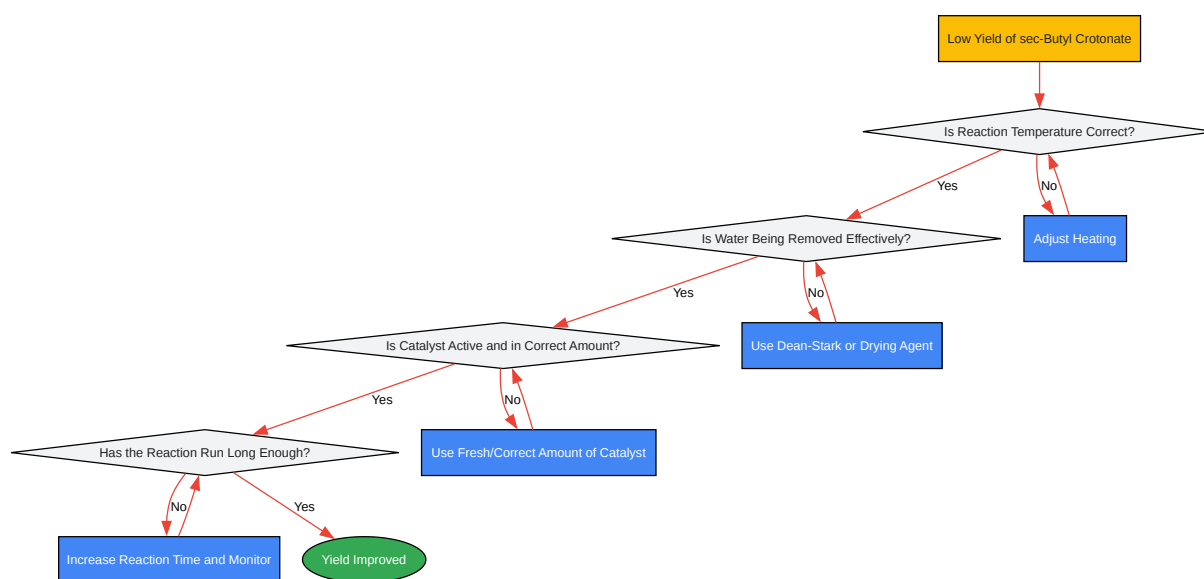 Low Yield of sec-Butyl Crotonate
Is Reaction Temperature Correct?
Yes
No
Is Water Being Removed Effectively?
Adjust Heating
Yes
No
Is Catalyst Active and in Correct Amount?
Use Dean-Stark or Drying Agent
Yes
No
Has the Reaction Run Long Enough?
Use Fresh/Correct Amount of Catalyst
No
Yes
Increase Reaction Time and Monitor
Yield Improved